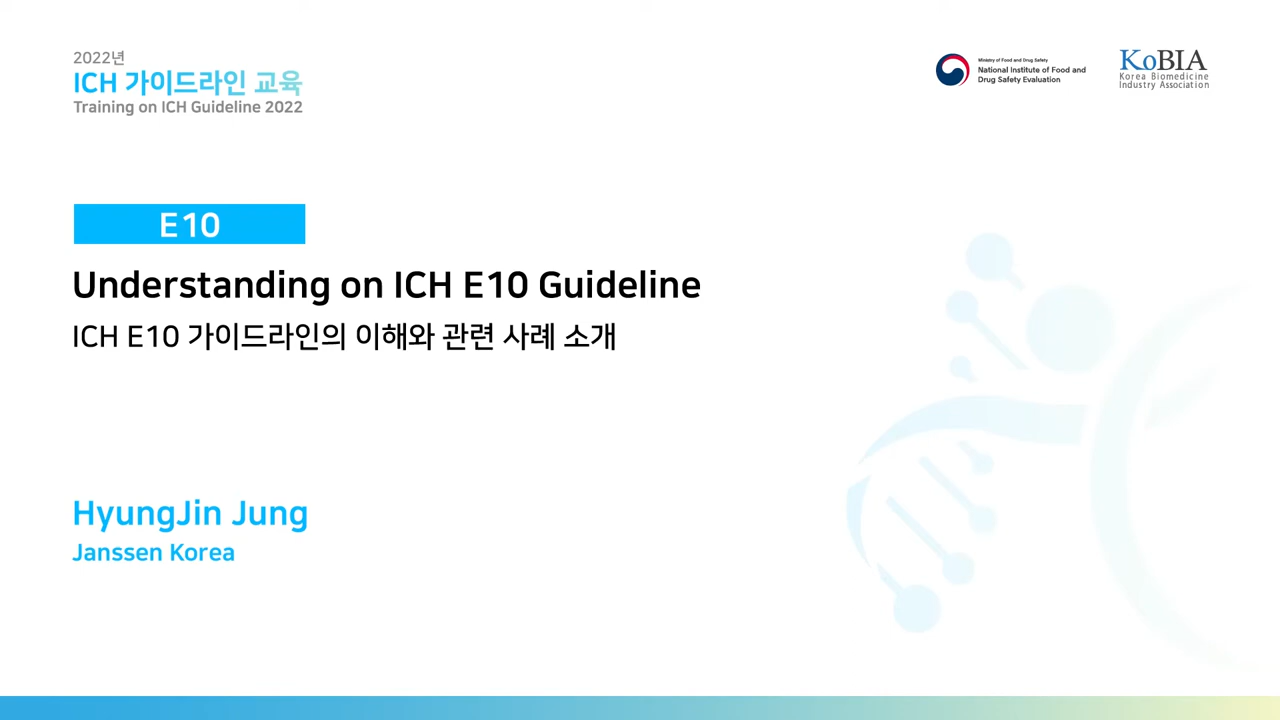 2022년
ICH 가이드라인 교육
Training on ICH Guideline 2022
Ministry of Food and Drug Safety
National Institute of Food and
Drug Safety Evaluation
KoBIA
Korea Biomedicine
Industry Association
E10
Understanding on ICH E10 Guideline
ICH E10 가이드라인의 이해와 관련 사례 소개
HyungJin Jung
Janssen Korea